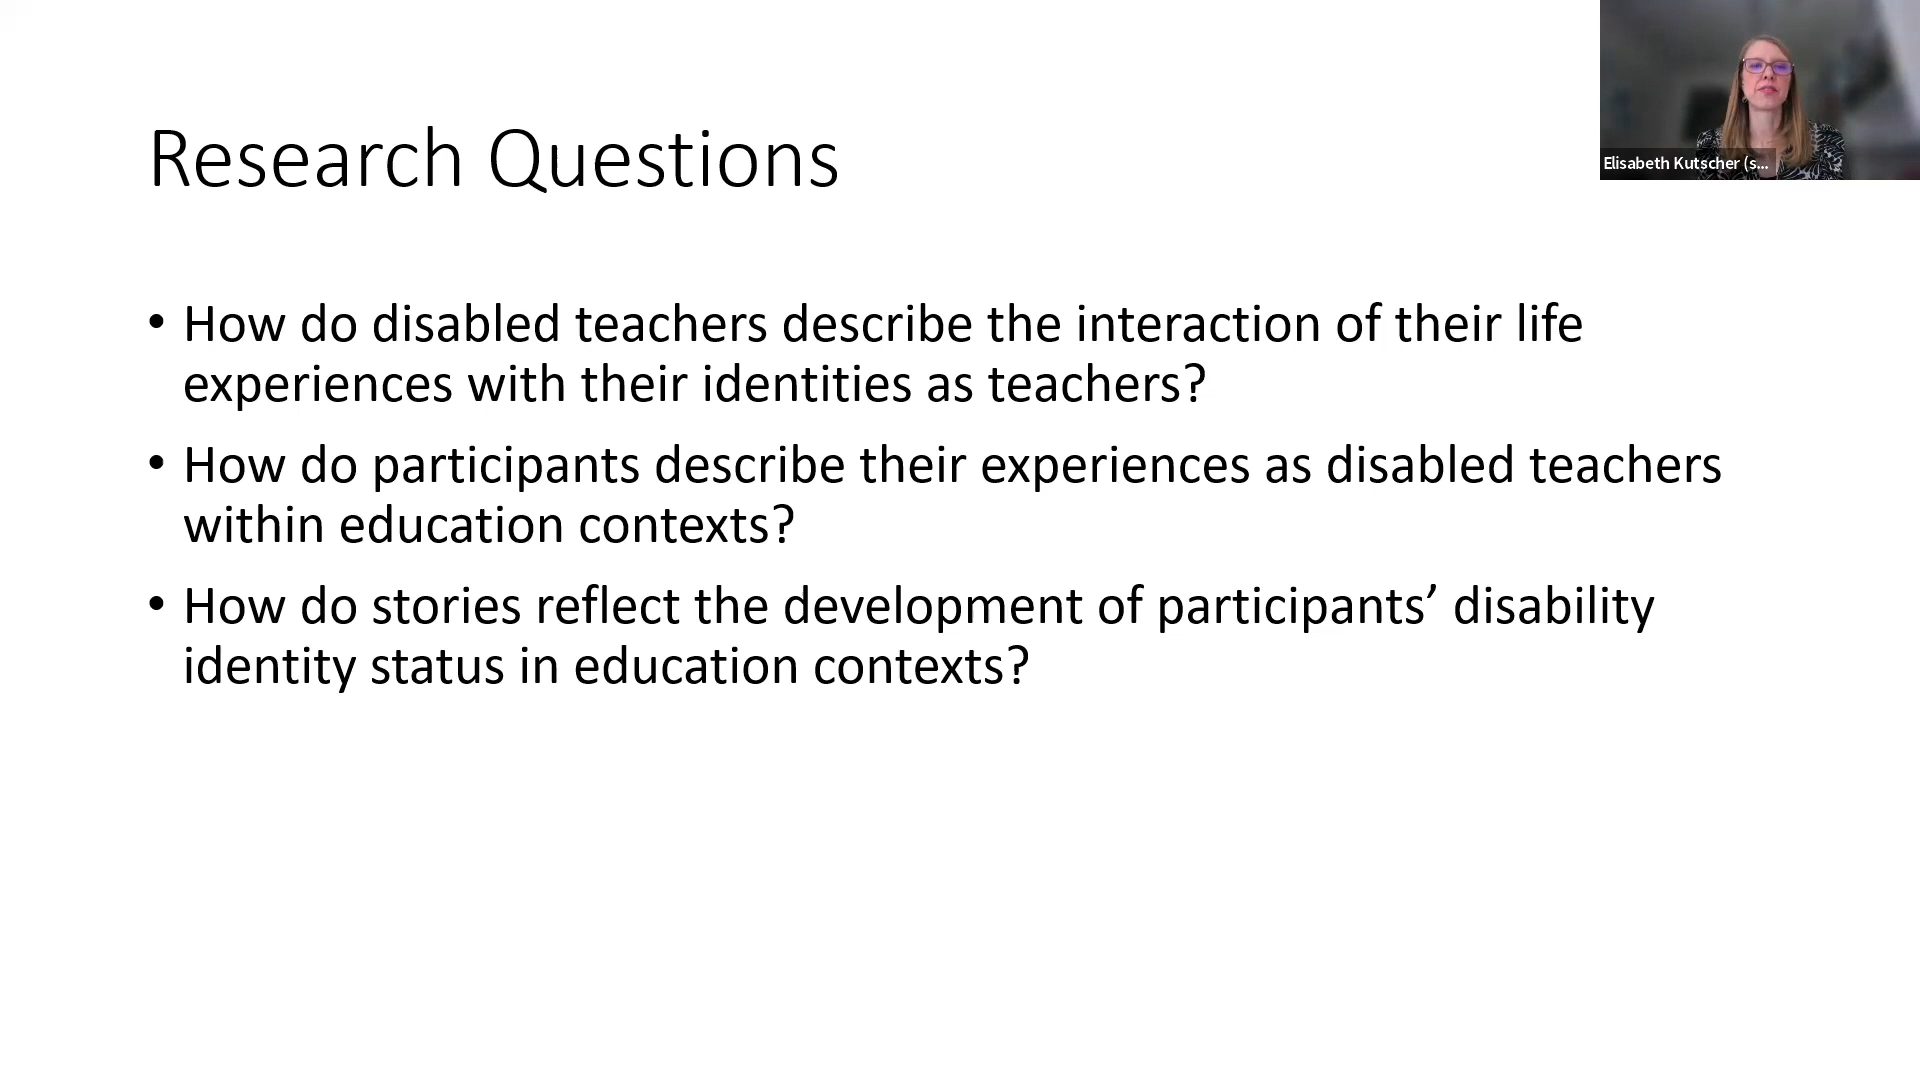 Elisabeth Kutscher (s...
Research Questions
• How do disabled teachers describe the interaction of their life
experiences with their identities as teachers?
• How do participants describe their experiences as disabled teachers
within education contexts?
• How do stories reflect the development of participants’ disability
identity status in education contexts?